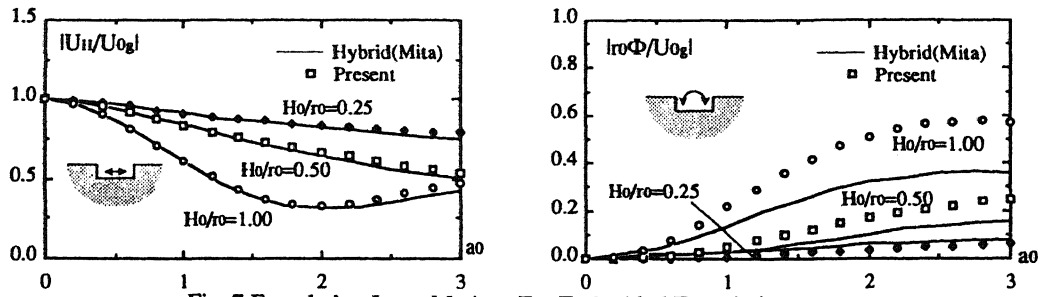 1.5
|UH/U0g|
Hybrid(Mita)
Present
1.0
H0/r0=0.25
H0/r0=0.50
0.5
H0/r0=1.00
0.0
a0
0 1 2 3
1.0
|r0Φ/U0g|
Hybrid(Mita)
0.8
Present
0.6
H0/r0=1.00
0.4
H0/r0=0.25
H0/r0=0.50
0.2
0.0
a0
0 1 2 3